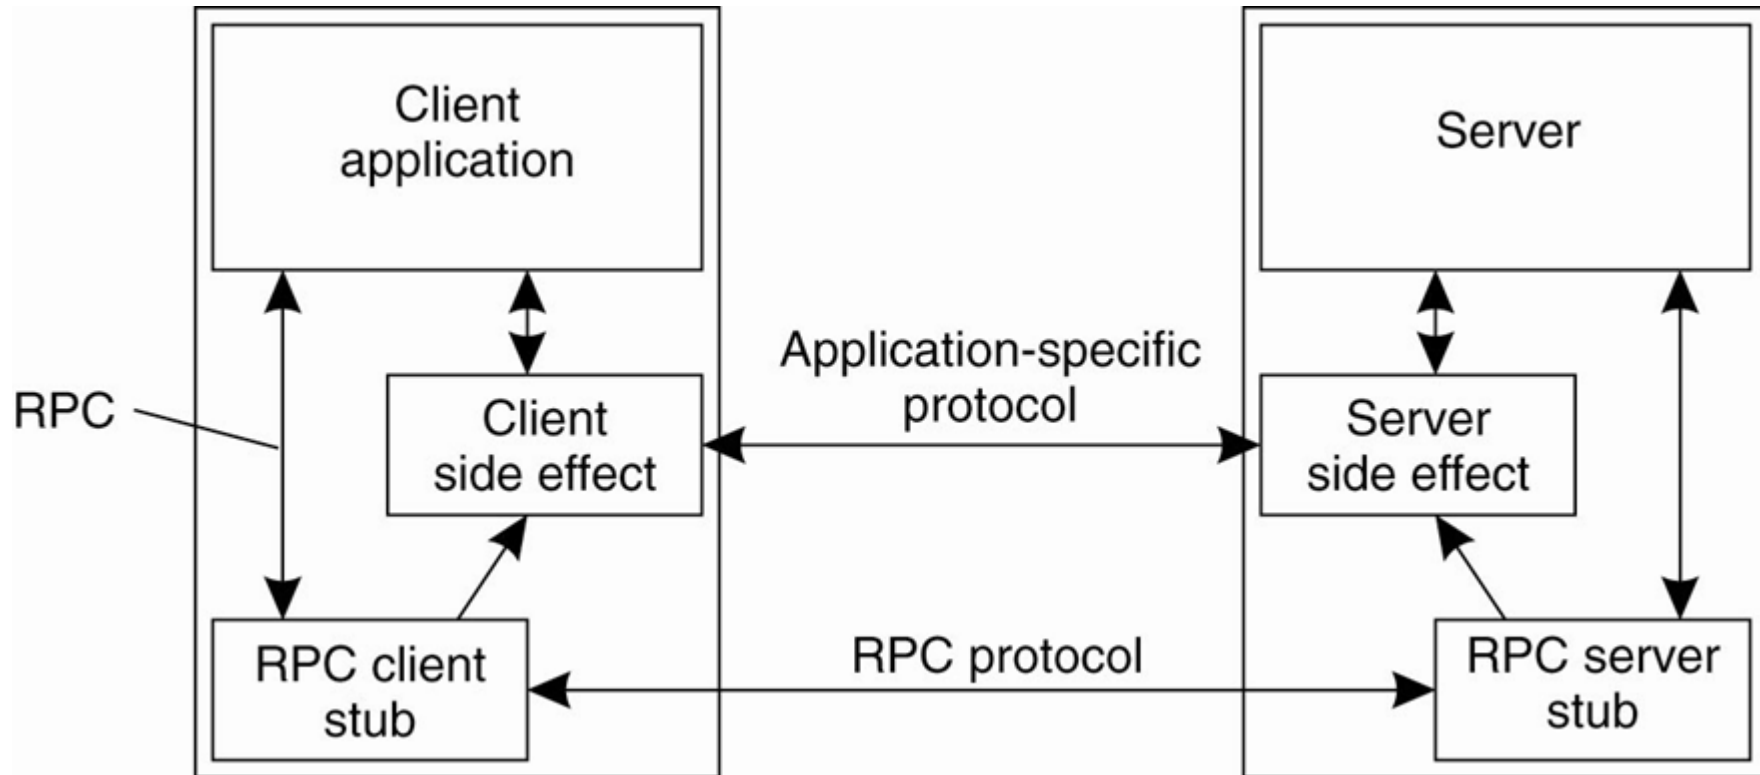 Client
application
Server
Application-specific
protocol
RPC
Client
side effect
Server
side effect
RPC client
stub
RPC protocol
RPC server
stub